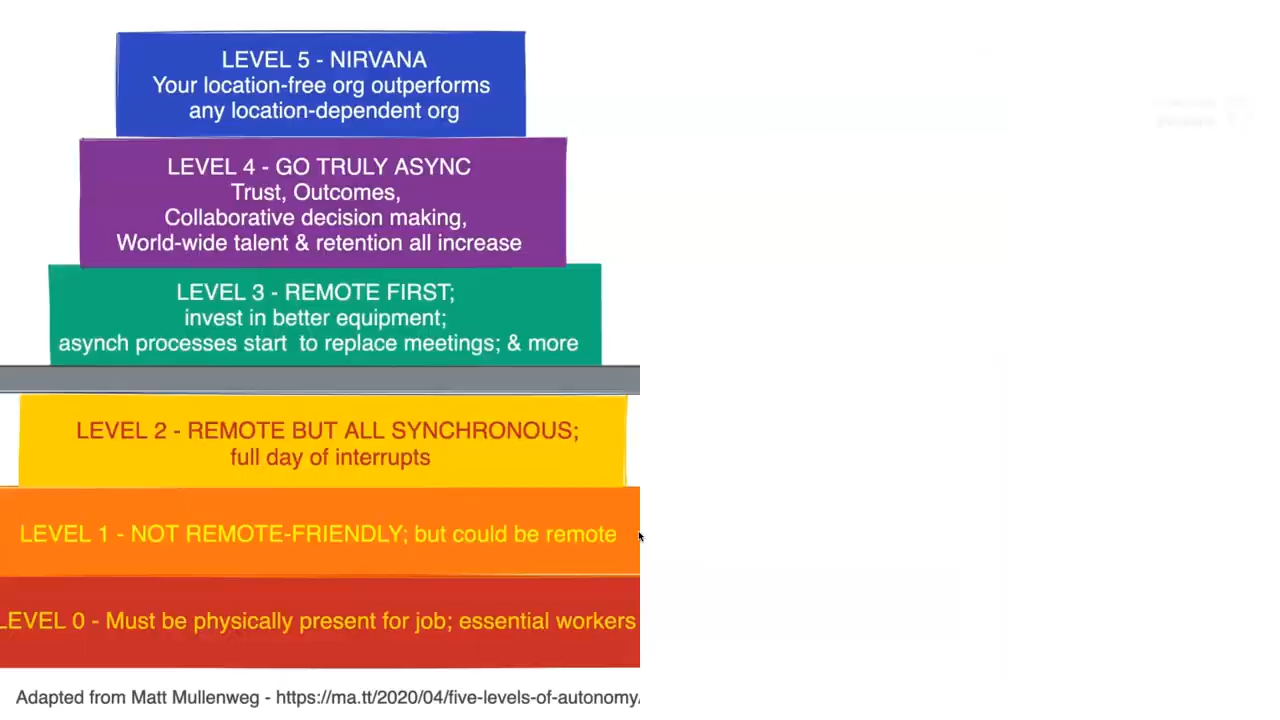 LEVEL 5 - NIRVANA
Your location-free org outperforms
any location-dependent org
LEVEL 4 - GO TRULY ASYNC
Trust, Outcomes,
Collaborative decision making,
World-wide talent & retention all increase
LEVEL 3 - REMOTE FIRST;
invest in better equipment;
asynch processes start  to replace meetings; & more
LEVEL 2 - REMOTE BUT ALL SYNCHRONOUS;
full day of interrupts
LEVEL 1 - NOT REMOTE-FRIENDLY; but could be remote
LEVEL 0 - Must be physically present for job; essential workers
Adapted from Matt Mullenweg - https://ma.tt/2020/04/five-levels-of-autonomy/